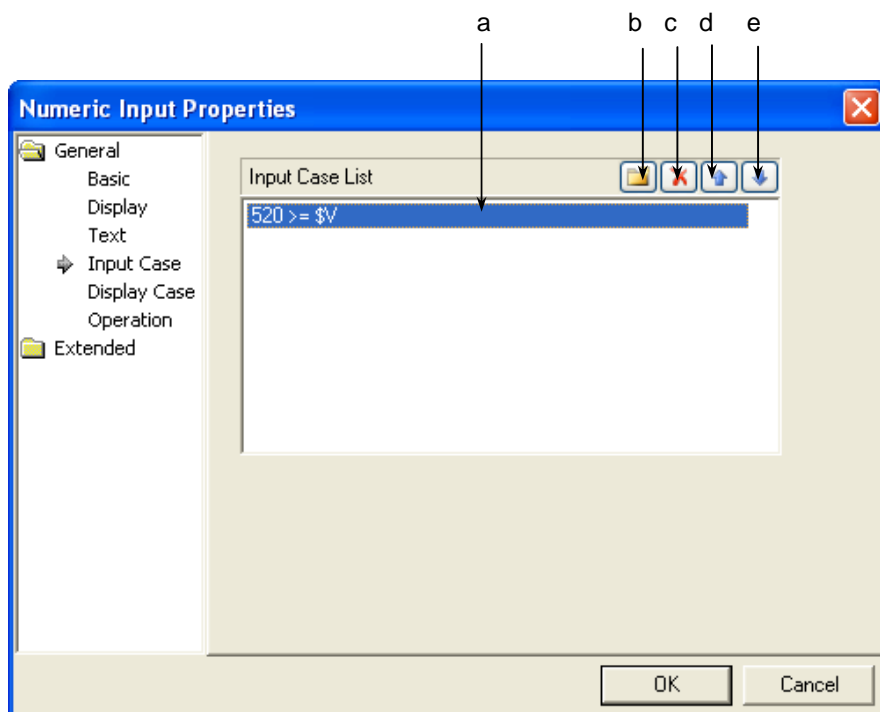 a b c d e
Numeric Input Properties
General
Basic
Display
Text
Input Case
Display Case
Operation
Extended
Input Case List
520 >= $V
OK Cancel